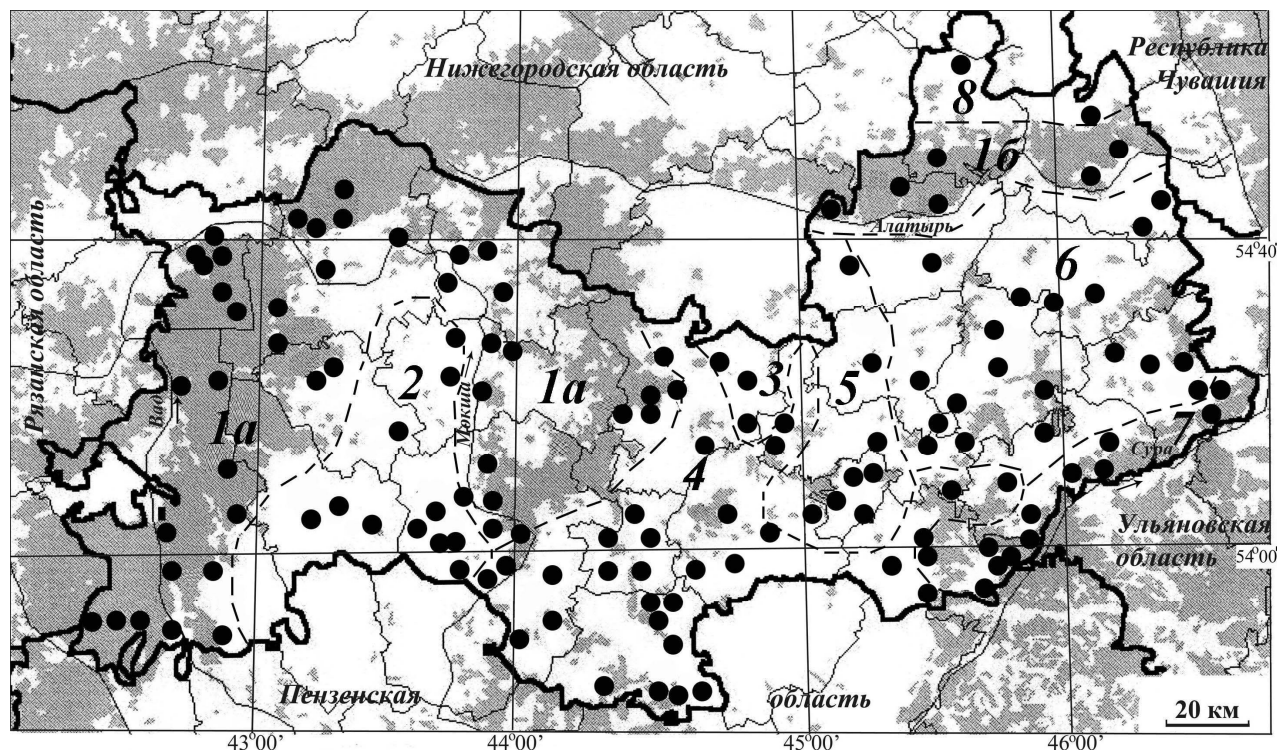 Республика
Чувашия
Нижегородская область
8
1б
Рязанская область
Алатырь
54°40'
6
2
1а
3
5
Вад
Мокша
1а
7
4
Сура
Ульяновская
область
54°00'
Пензенская
область
20 км
43°00'
44°00'
45°00'
46°00'